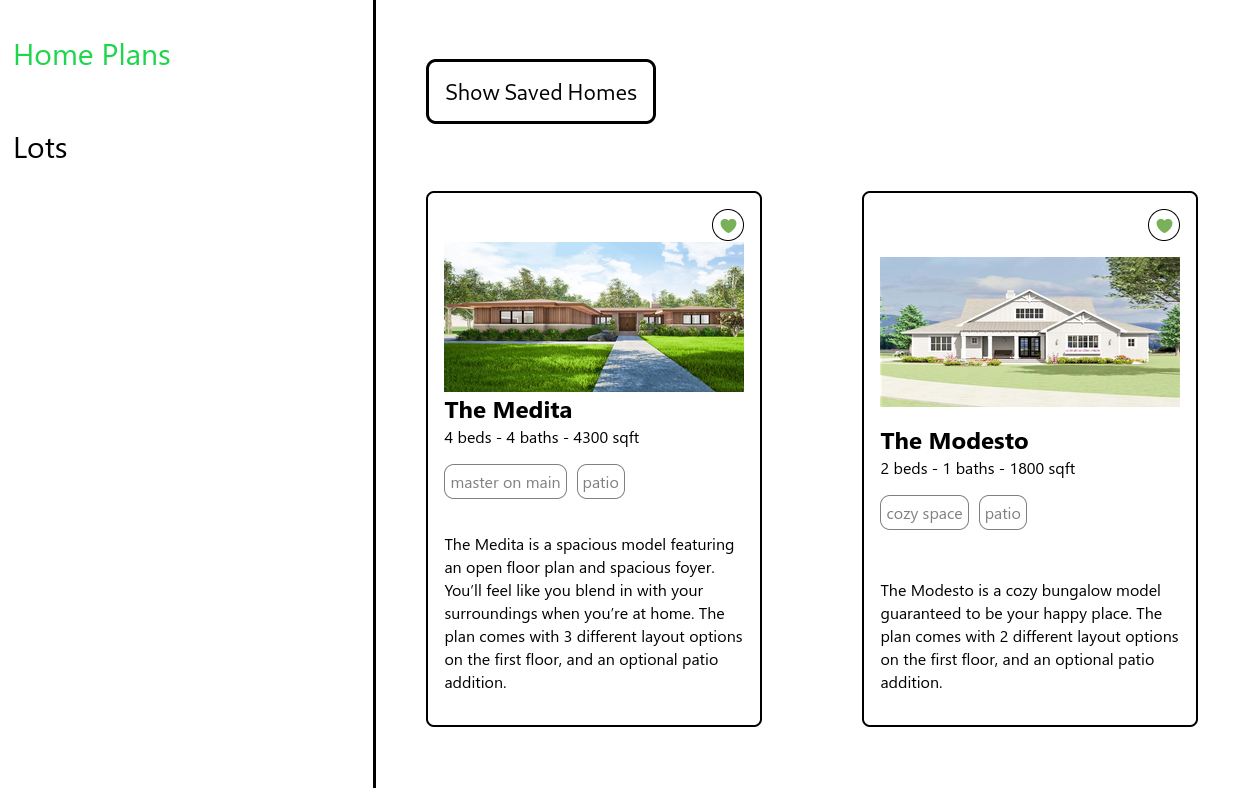 Home Plans
Lots
Show Saved Homes
The Medita
4 beds - 4 baths - 4300 sqft
master on main
patio
The Medita is a spacious model featuring
an open floor plan and spacious foyer.
You’ll feel like you blend in with your
surroundings when you’re at home. The
plan comes with 3 different layout options
on the first floor, and an optional patio
addition.
The Modesto
2 beds - 1 baths - 1800 sqft
cozy space
patio
The Modesto is a cozy bungalow model
guaranteed to be your happy place. The
plan comes with 2 different layout options
on the first floor, and an optional patio
addition.